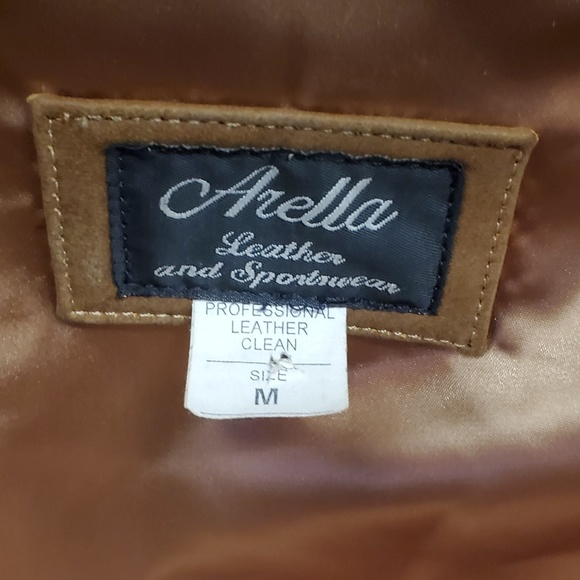 Arella
Leather
and Sportswear
PROFESSIONAL
LEATHER
CLEAN
SIZE
M